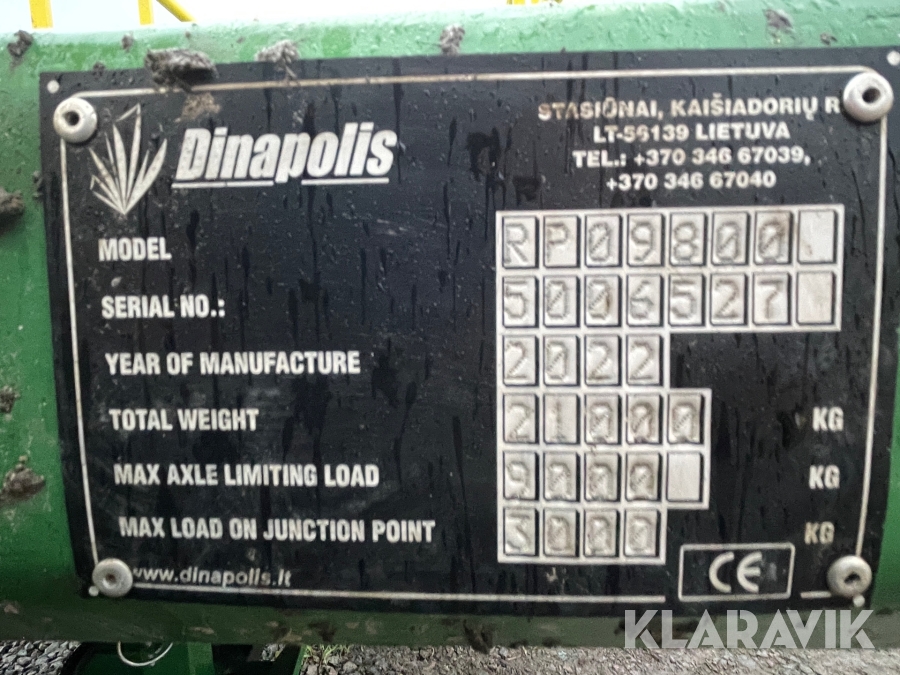 Dinapolis
STASIŪNAI, KAIŠIADORIŲ R
LT-56139 LIETUVA
TEL.: +370 346 67039,
+370 346 67040
MODEL RP09800
SERIAL NO.: 5006527
YEAR OF MANUFACTURE 2022
TOTAL WEIGHT 21000 KG
MAX AXLE LIMITING LOAD 9000 KG
MAX LOAD ON JUNCTION POINT 3000 KG
www.dinapolis.lt
CE
KLARAVIK